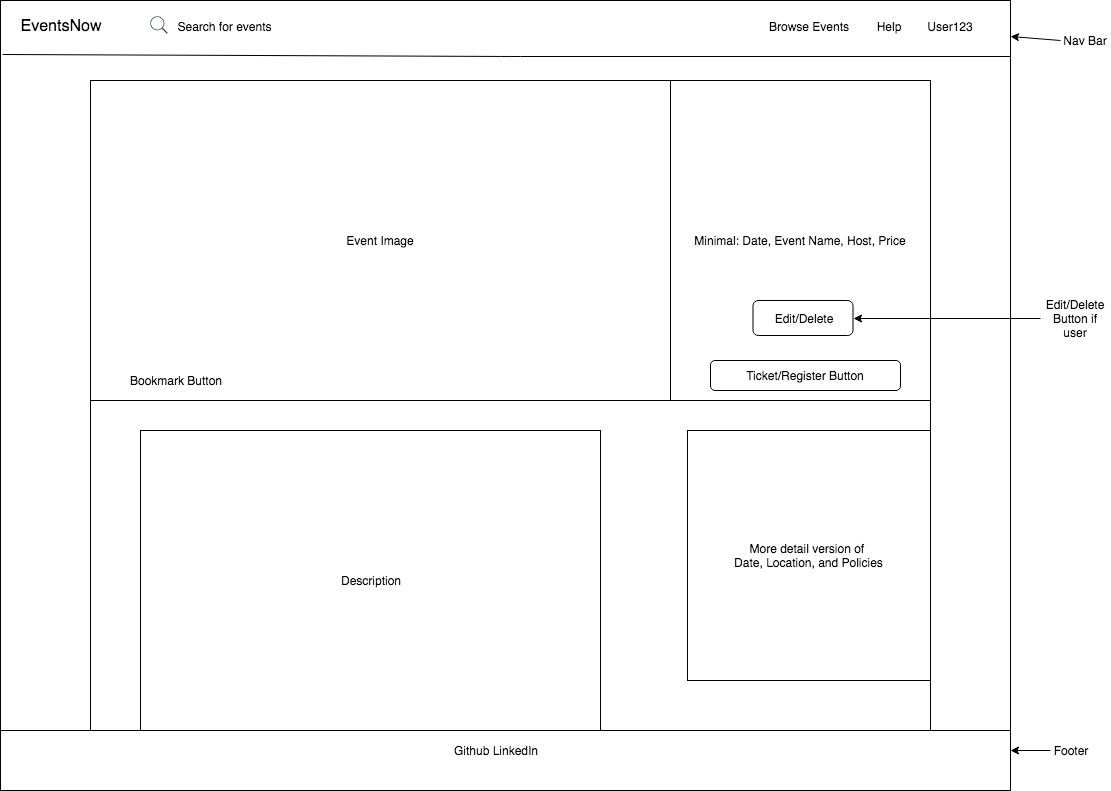 EventsNow
Search for events
Browse Events
Help
User123
Nav Bar
Event Image
Minimal: Date, Event Name, Host, Price
Edit/Delete
Edit/Delete
Button if
user
Bookmark Button
Ticket/Register Button
Description
More detail version of
Date, Location, and Policies
Github LinkedIn
Footer